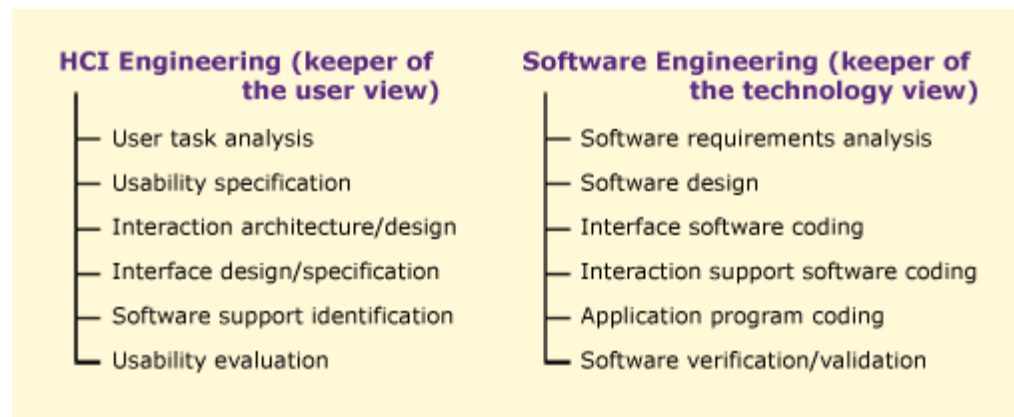 HCI Engineering (keeper of
the user view)
User task analysis
Usability specification
Interaction architecture/design
Interface design/specification
Software support identification
Usability evaluation
Software Engineering (keeper of
the technology view)
Software requirements analysis
Software design
Interface software coding
Interaction support software coding
Application program coding
Software verification/validation